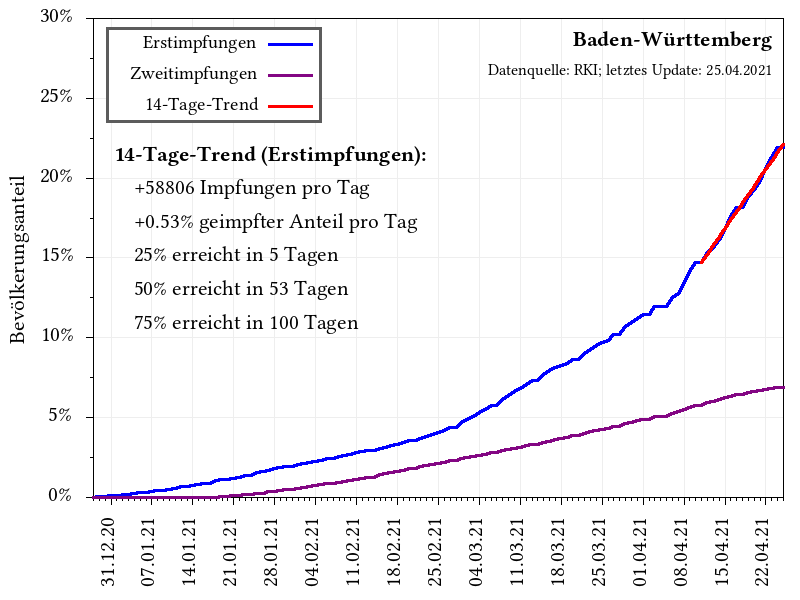 Baden-Württemberg
Datenquelle: RKI; letztes Update: 25.04.2021
Erstimpfungen
Zweitimpfungen
14-Tage-Trend
14-Tage-Trend (Erstimpfungen):
+58806 Impfungen pro Tag
+0.53% geimpfter Anteil pro Tag
25% erreicht in 5 Tagen
50% erreicht in 53 Tagen
75% erreicht in 100 Tagen
Bevölkerungsanteil
30%
25%
20%
15%
10%
5%
0%
31.12.20
07.01.21
14.01.21
21.01.21
28.01.21
04.02.21
11.02.21
18.02.21
25.02.21
04.03.21
11.03.21
18.03.21
25.03.21
01.04.21
08.04.21
15.04.21
22.04.21